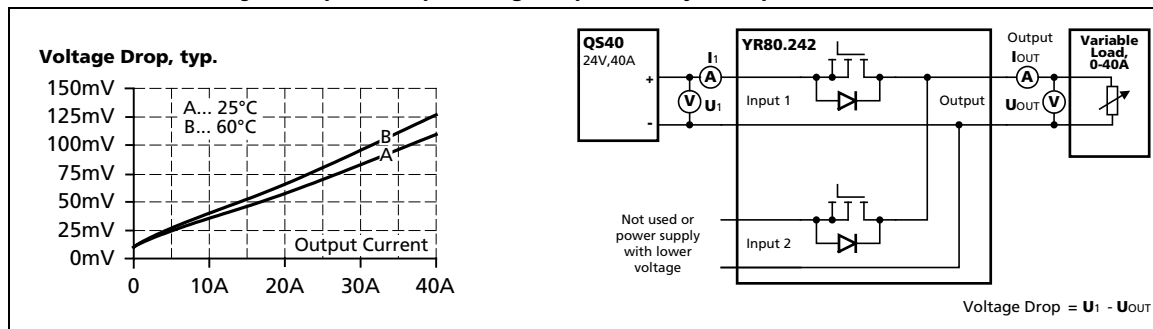 Voltage Drop, typ.
150mV
125mV
100mV
75mV
50mV
25mV
0mV
A... 25°C
B... 60°C
B
A
Output Current
0
10A
20A
30A
40A
QS40
24V,40A
+
-
I1
A
V
U1
YR80.242
Input 1
Output
Input 2
Not used or
power supply
with lower
voltage
Output
IOUT
A
UOUT
V
Variable
Load,
0-40A
Voltage Drop = U1 - UOUT